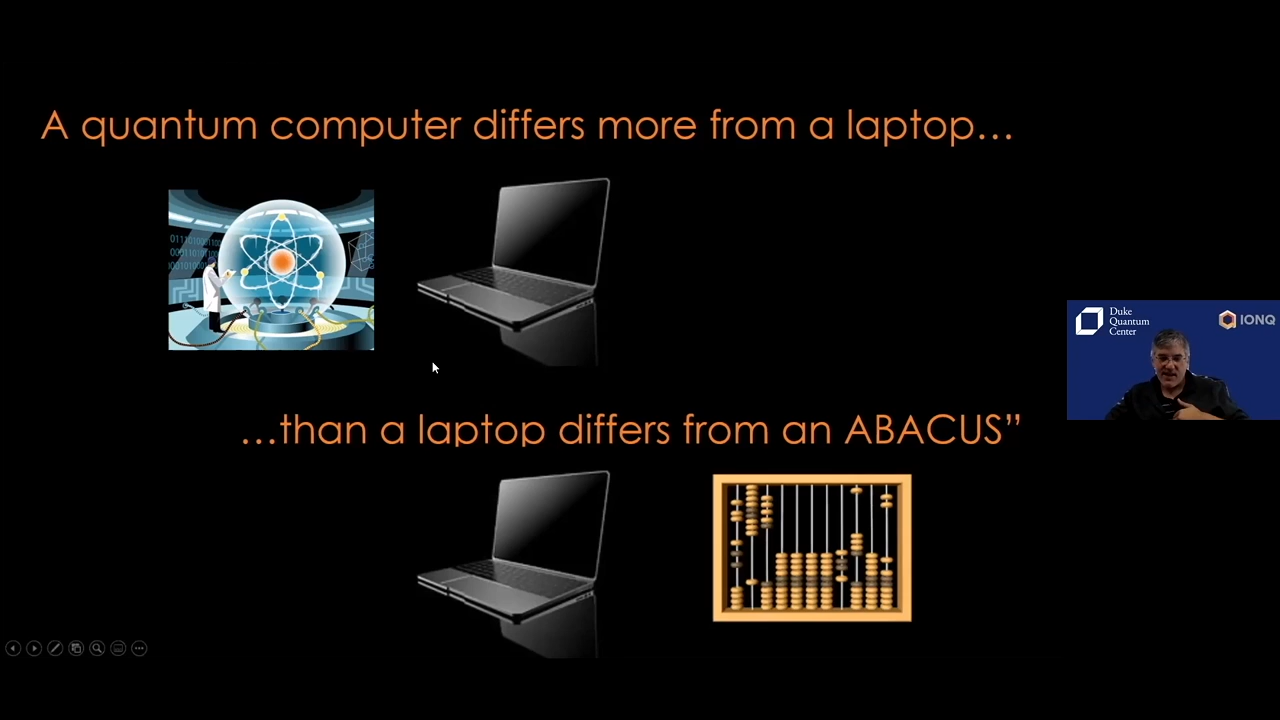 A quantum computer differs more from a laptop…
…than a laptop differs from an ABACUS”
Duke
Quantum
Center
IONQ